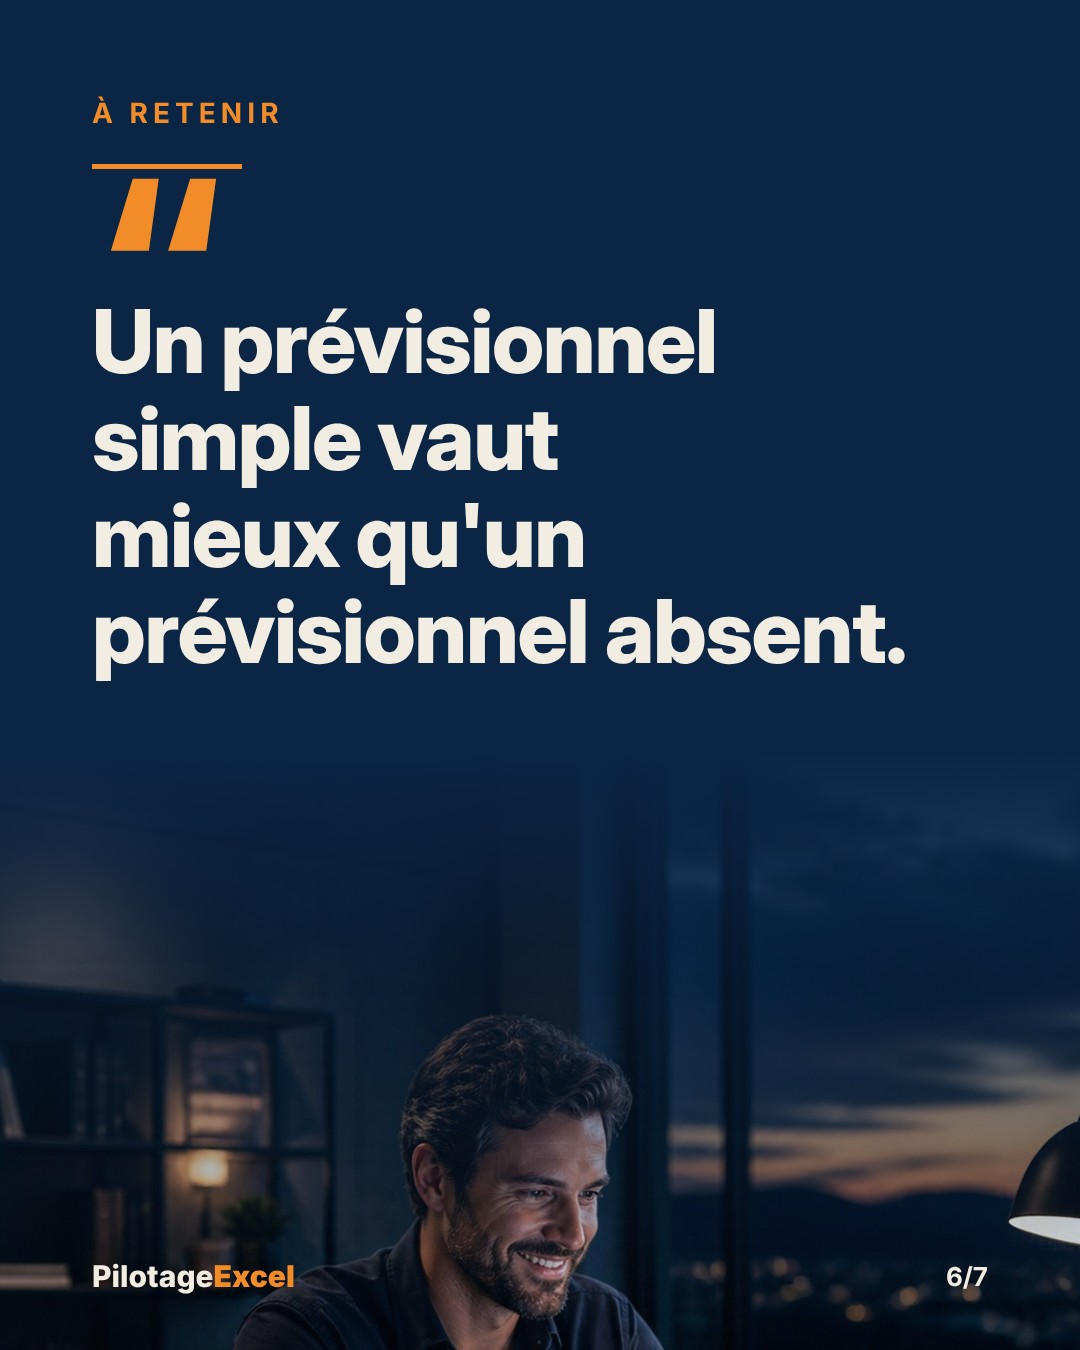 À RETENIR
"
Un prévisionnel
simple vaut
mieux qu'un
prévisionnel absent.
PilotageExcel
6/7